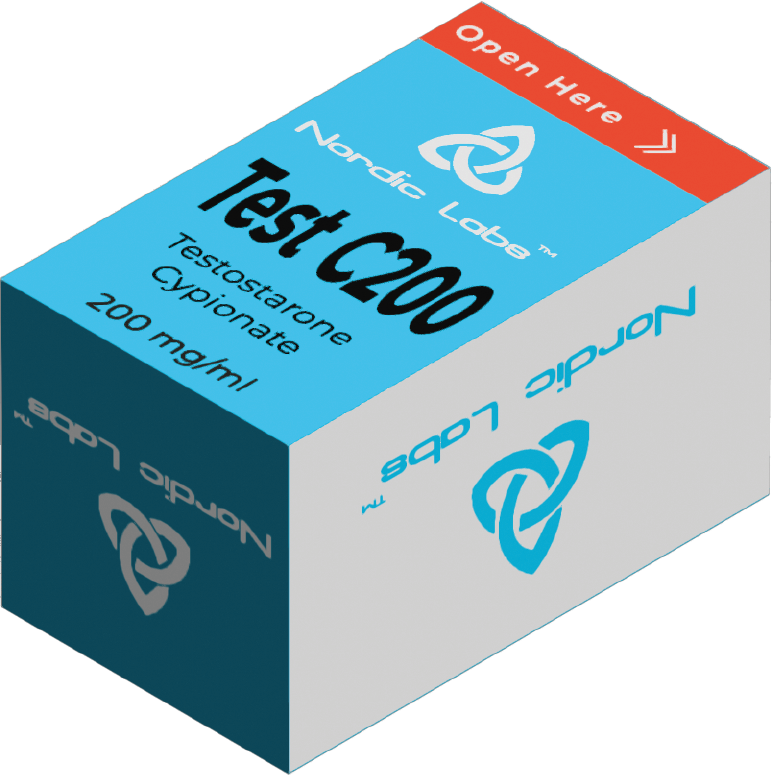 Open Here
Nordic Labs™
Test C200
Testostarone
Cypionate
200 mg/ml
Nordic Labs™
Nordic Labs™